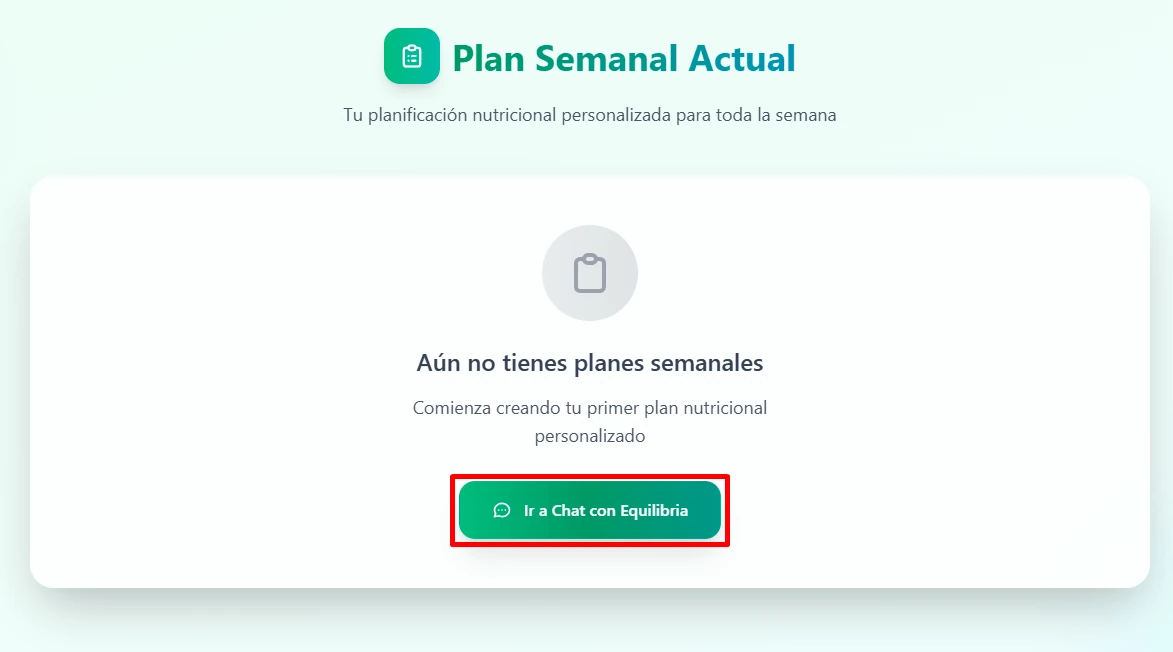 Plan Semanal Actual
Tu planificación nutricional personalizada para toda la semana
Aún no tienes planes semanales
Comienza creando tu primer plan nutricional
personalizado
Ir a Chat con Equilibria